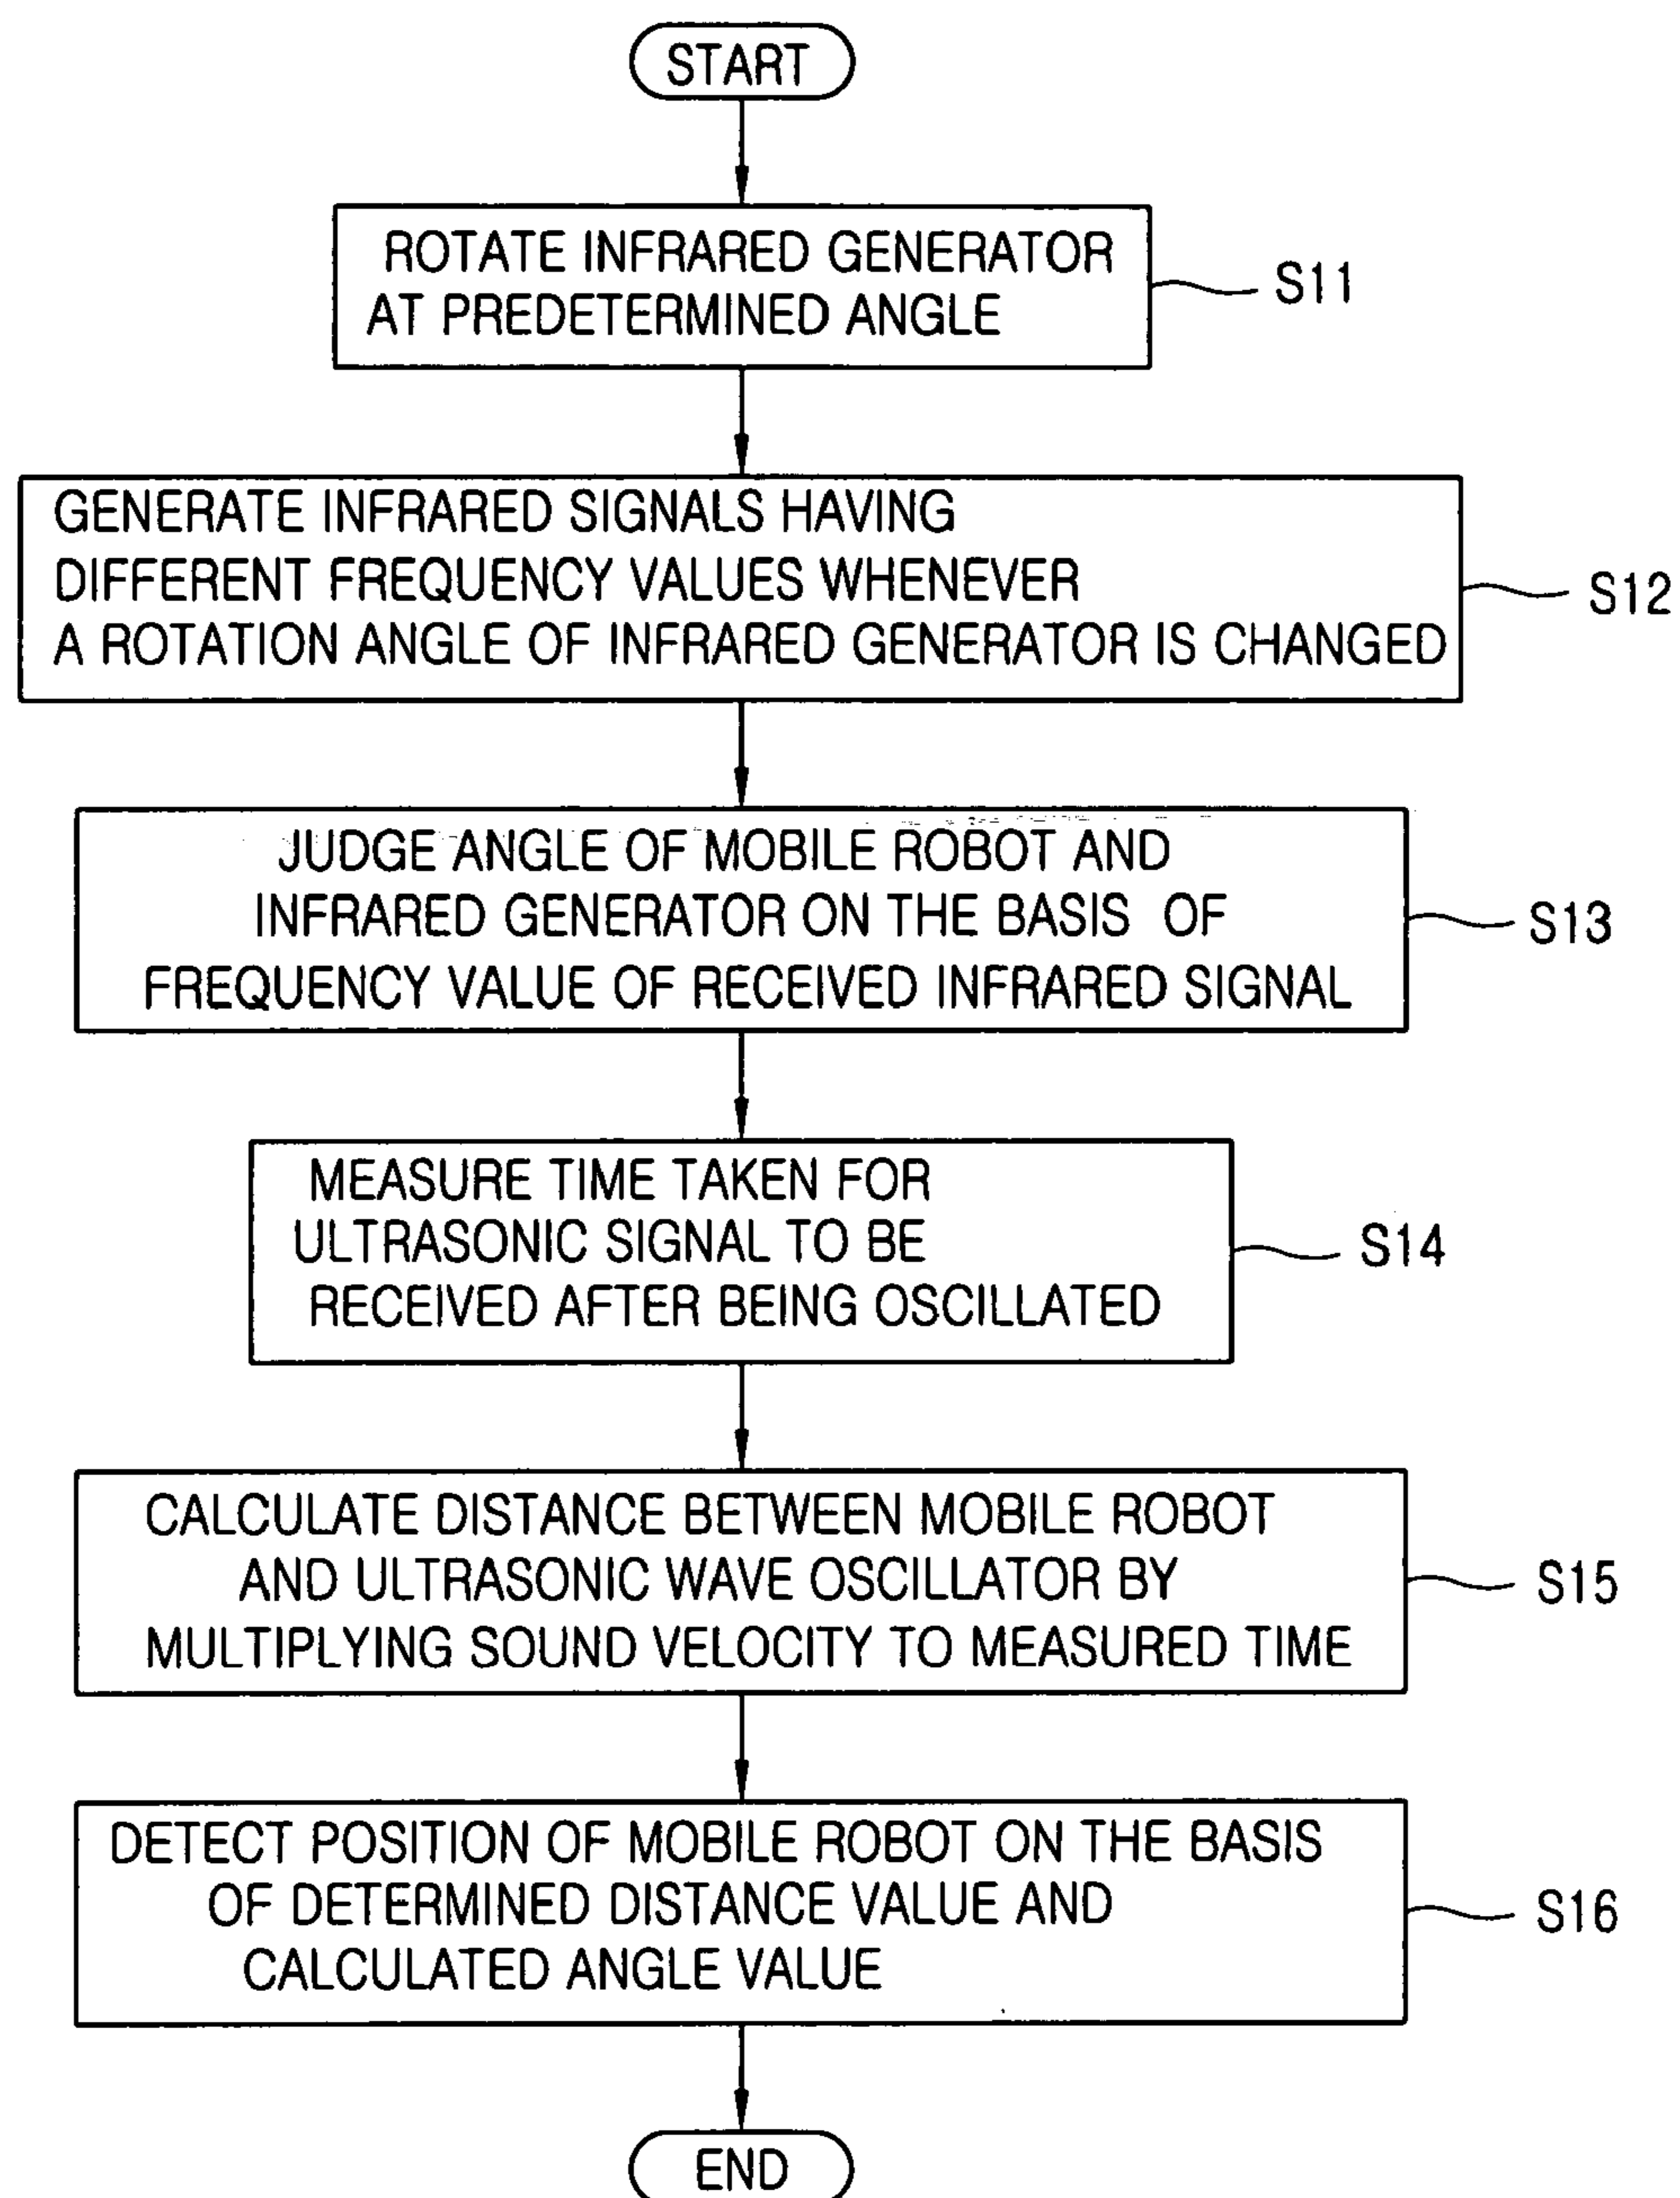 START
ROTATE INFRARED GENERATOR
AT PREDETERMINED ANGLE
S11
GENERATE INFRARED SIGNALS HAVING
DIFFERENT FREQUENCY VALUES WHENEVER
A ROTATION ANGLE OF INFRARED GENERATOR IS CHANGED
S12
JUDGE ANGLE OF MOBILE ROBOT AND
INFRARED GENERATOR ON THE BASIS OF
FREQUENCY VALUE OF RECEIVED INFRARED SIGNAL
S13
MEASURE TIME TAKEN FOR
ULTRASONIC SIGNAL TO BE
RECEIVED AFTER BEING OSCILLATED
S14
CALCULATE DISTANCE BETWEEN MOBILE ROBOT
AND ULTRASONIC WAVE OSCILLATOR BY
MULTIPLYING SOUND VELOCITY TO MEASURED TIME
S15
DETECT POSITION OF MOBILE ROBOT ON THE BASIS
OF DETERMINED DISTANCE VALUE AND
CALCULATED ANGLE VALUE
S16
END